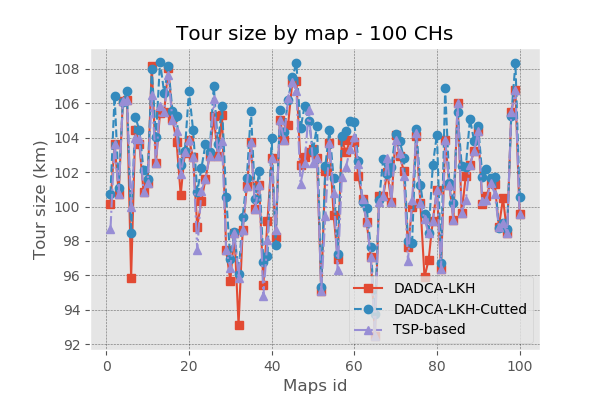 Tour size by map - 100 CHs
Tour size (km)
108
106
104
102
100
98
96
94
92
DADCA-LKH
DADCA-LKH-Cutted
TSP-based
0 20 40 60 80 100
Maps id